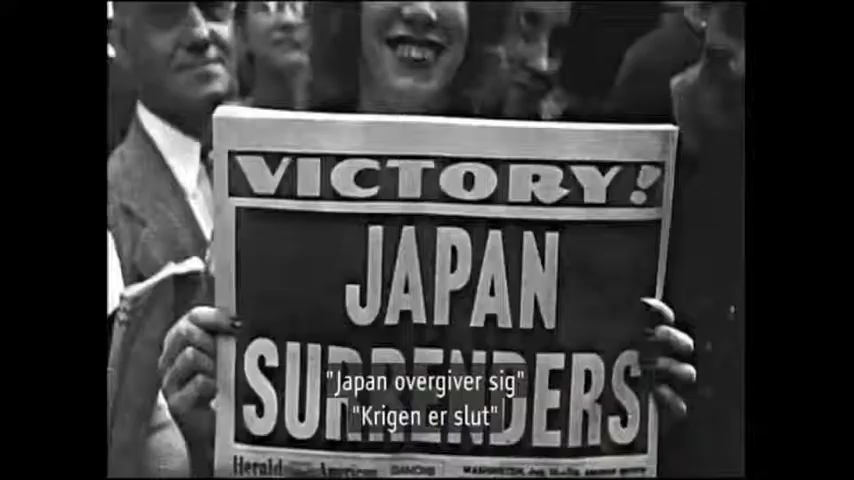 VICTORY!
JAPAN
SURRENDERS
"Japan overgiver sig"
"Krigen er slut"
Herald American